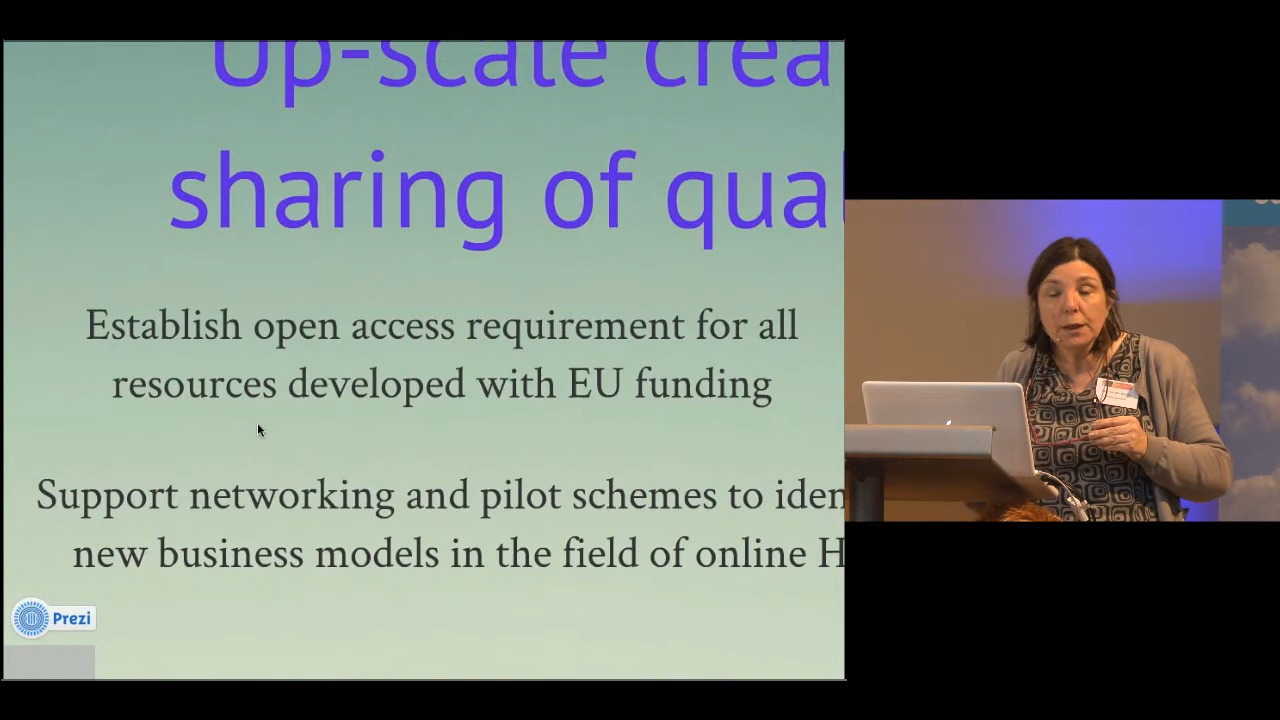 Up-scale crea
sharing of qual
Establish open access requirement for all
resources developed with EU funding
Support networking and pilot schemes to iden
new business models in the field of online H
Prezi